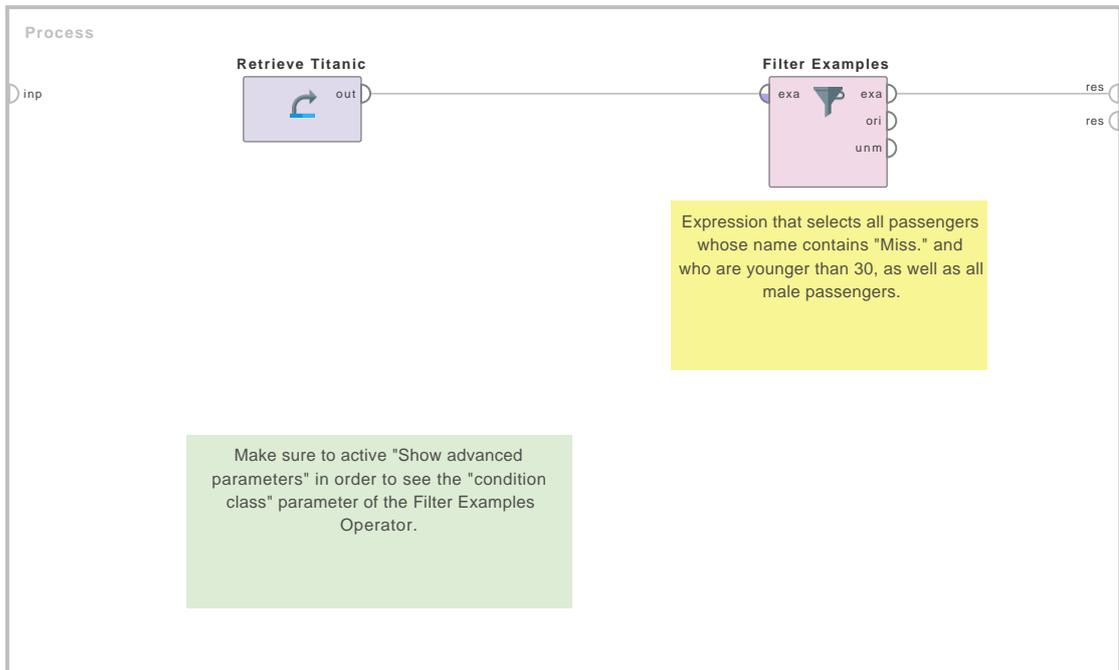 Process
Retrieve Titanic
Filter Examples
inp
out
exa
exa
res
ori
res
unm
Expression that selects all passengers
whose name contains "Miss." and
who are younger than 30, as well as all
male passengers.
Make sure to active "Show advanced
parameters" in order to see the "condition
class" parameter of the Filter Examples
Operator.